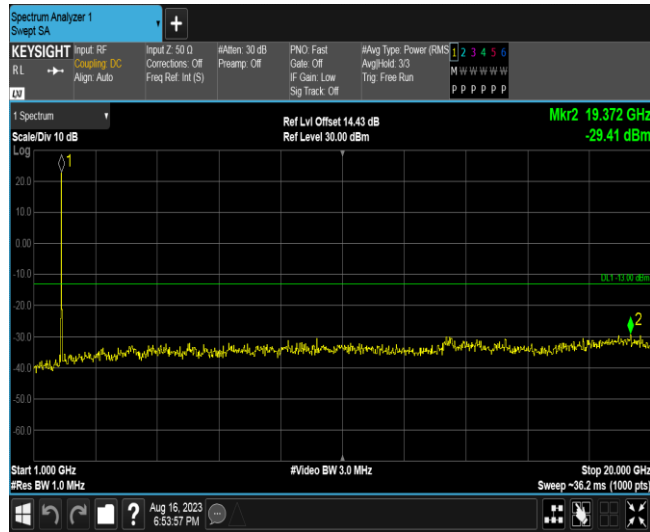 Spectrum Analyzer 1
Swept SA
+
KEYSIGHT Input: RF Input Z: 50 Ω #Atten: 30 dB PNO: Fast #Avg Type: Power (RMS 1 2 3 4 5 6
RL Coupling: DC Corrections: Off Preamp: Off Gate: Off Avg|Hold: 3/3 M W W W W W
Align: Auto Freq Ref: Int (S) IF Gain: Low Trig: Free Run
LXI Sig Track: Off P P P P P P
1 Spectrum Ref Lvl Offset 14.43 dB Mkr2 19.372 GHz
Scale/Div 10 dB Ref Level 30.00 dBm -29.41 dBm
Log
1
20.0
10.0
0.00
-10.0
DL1 -13.00 dBm
-20.0
2
-30.0
-40.0
-50.0
-60.0
Start 1.000 GHz #Video BW 3.0 MHz Stop 20.000 GHz
#Res BW 1.0 MHz Sweep ~36.2 ms (1000 pts)
? Aug 16, 2023
6:53:57 PM